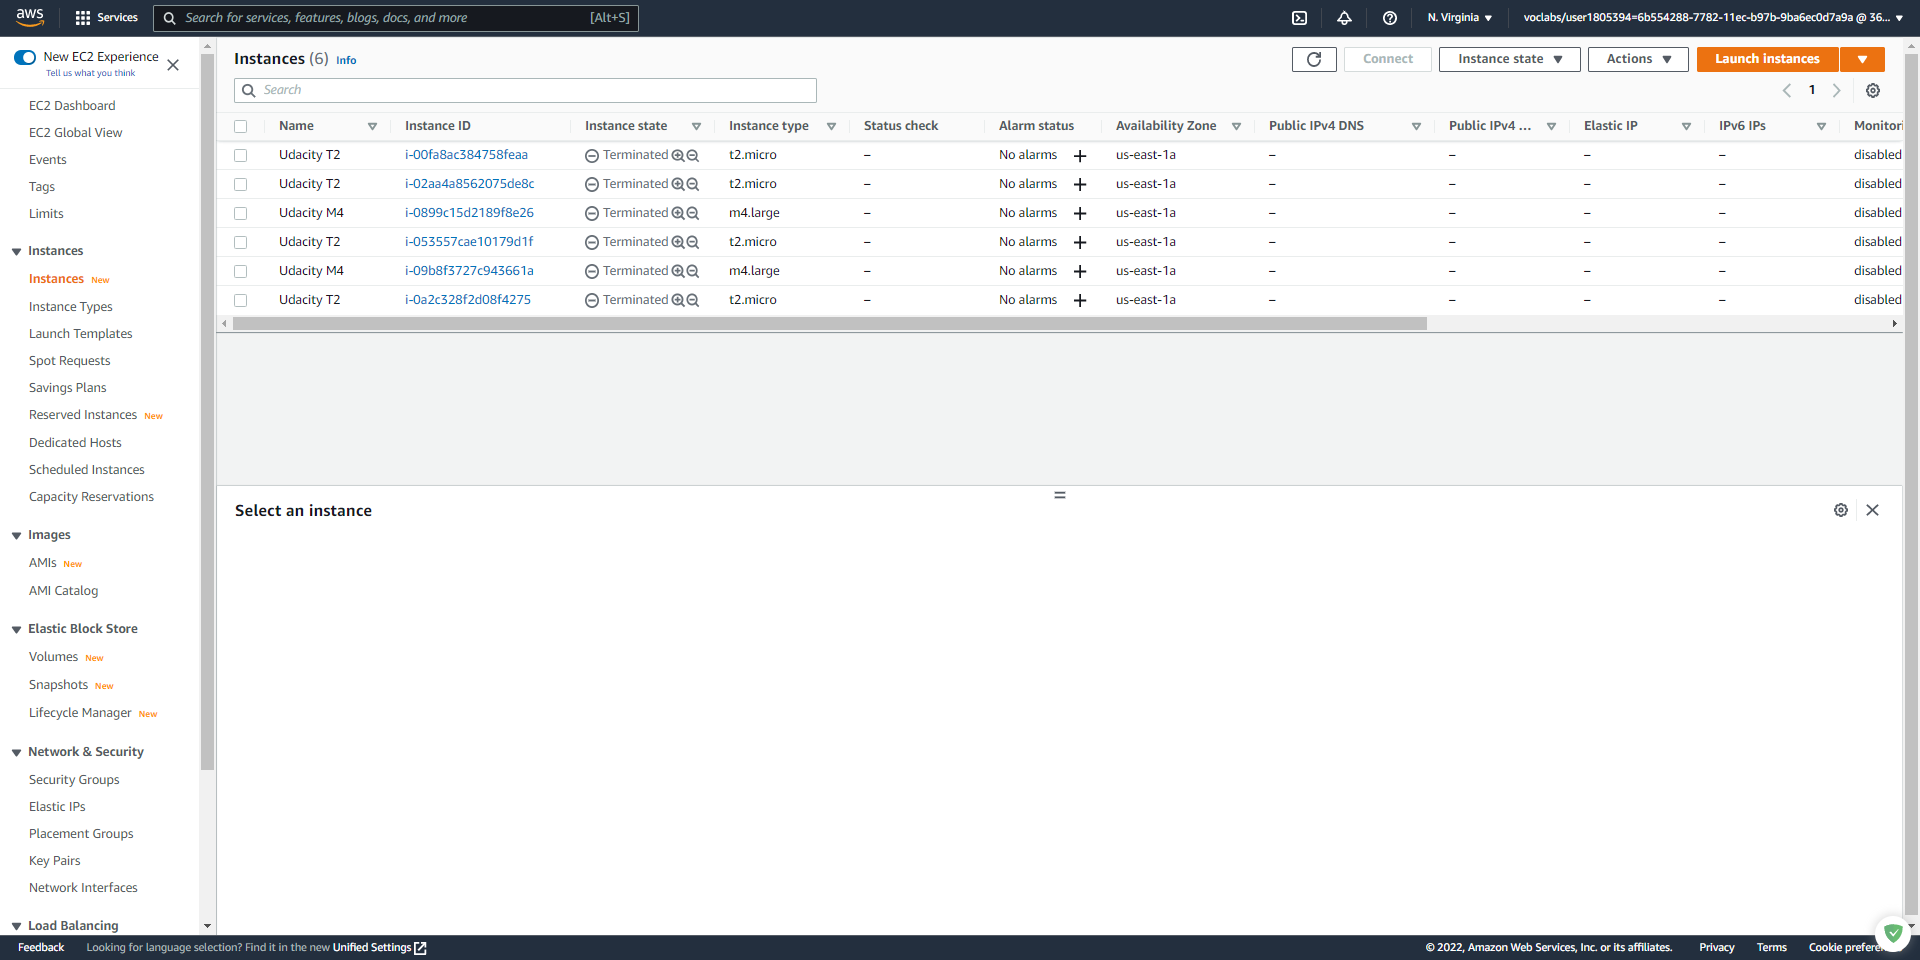 aws Services Search for services, features, blogs, docs, and more [Alt+S] N. Virginia voclabs/user1805394=6b554288-7782-11ec-b97b-9ba6ec0d7a9a @ 36...
New EC2 Experience
Tell us what you think
EC2 Dashboard
EC2 Global View
Events
Tags
Limits
Instances
Instances New
Instance Types
Launch Templates
Spot Requests
Savings Plans
Reserved Instances New
Dedicated Hosts
Scheduled Instances
Capacity Reservations
Images
AMIs New
AMI Catalog
Elastic Block Store
Volumes New
Snapshots New
Lifecycle Manager New
Network & Security
Security Groups
Elastic IPs
Placement Groups
Key Pairs
Network Interfaces
Load Balancing
Instances (6) Info Connect Instance state Actions Launch instances
Search 1
Name Instance ID Instance state Instance type Status check Alarm status Availability Zone Public IPv4 DNS Public IPv4 ... Elastic IP IPv6 IPs Monitori
Udacity T2 i-00fa8ac384758feaa Terminated t2.micro – No alarms + us-east-1a – – – – disabled
Udacity T2 i-02aa4a8562075de8c Terminated t2.micro – No alarms + us-east-1a – – – – disabled
Udacity M4 i-0899c15d2189f8e26 Terminated m4.large – No alarms + us-east-1a – – – – disabled
Udacity T2 i-053557cae10179d1f Terminated t2.micro – No alarms + us-east-1a – – – – disabled
Udacity M4 i-09b8f3727c943661a Terminated m4.large – No alarms + us-east-1a – – – – disabled
Udacity T2 i-0a2c328f2d08f4275 Terminated t2.micro – No alarms + us-east-1a – – – – disabled
Select an instance
Feedback Looking for language selection? Find it in the new Unified Settings © 2022, Amazon Web Services, Inc. or its affiliates. Privacy Terms Cookie prefere